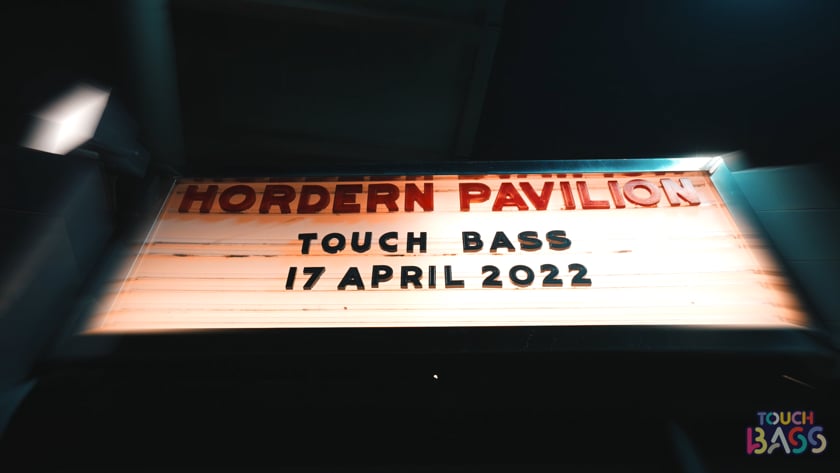 HORDERN PAVILION
TOUCH BASS
17 APRIL 2022
TOUCH
BASS